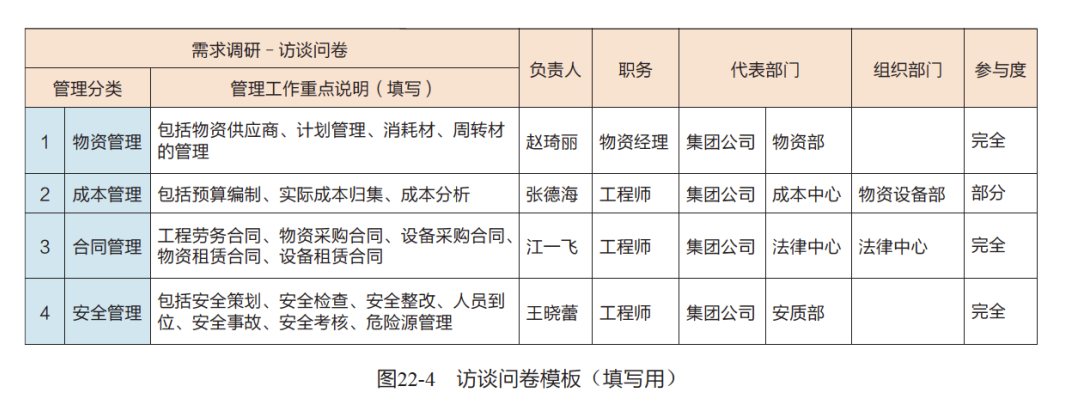 需求调研－访谈问卷 负责人 职务 代表部门 组织部门 参与度
管理分类 管理工作重点说明（填写）
1 物资管理 包括物资供应商、计划管理、消耗材、周转材 赵琦丽 物资经理 集团公司 物资部 完全
的管理
2 成本管理 包括预算编制、实际成本归集、成本分析 张德海 工程师 集团公司 成本中心 物资设备部 部分
3 合同管理 工程劳务合同、物资采购合同、设备采购合同、 江一飞 工程师 集团公司 法律中心 法律中心 完全
物资租赁合同、设备租赁合同
4 安全管理 包括安全策划、安全检查、安全整改、人员到 王晓蕾 工程师 集团公司 安质部 完全
位、安全事故、安全考核、危险源管理
图22-4 访谈问卷模板（填写用）